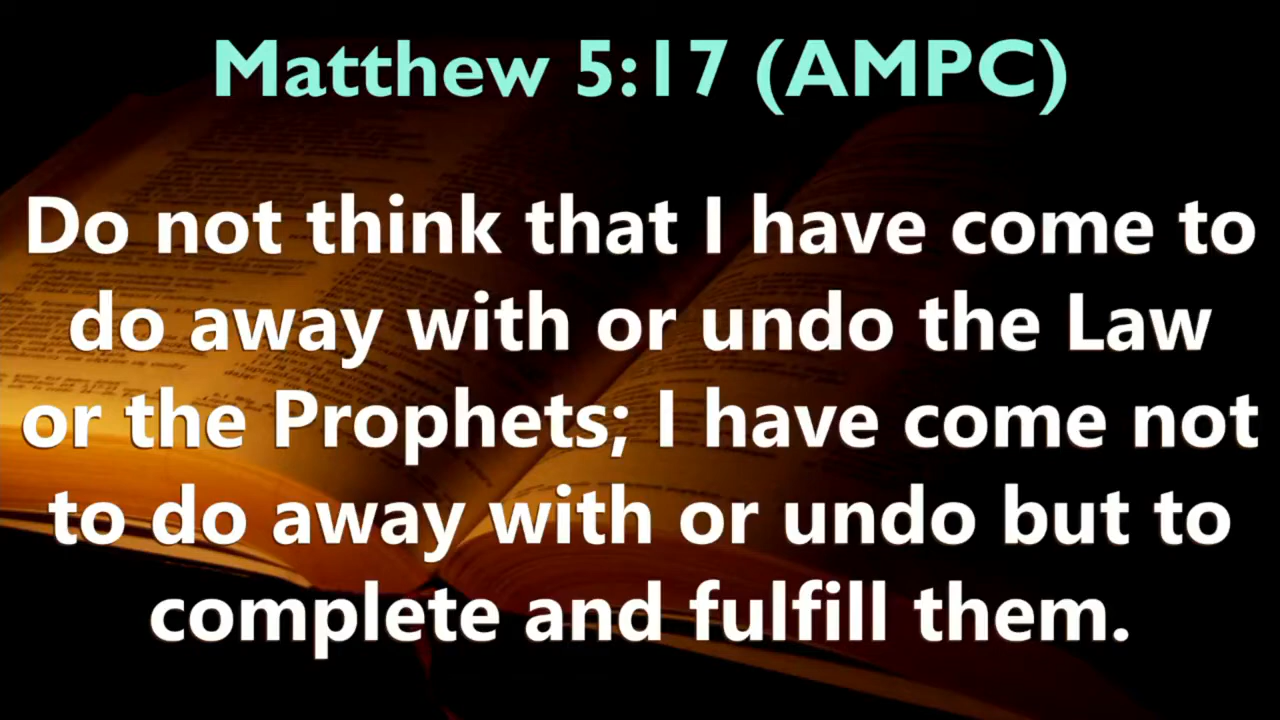 Matthew 5:17 (AMPC)
Do not think that I have come to
do away with or undo the Law
or the Prophets; I have come not
to do away with or undo but to
complete and fulfill them.